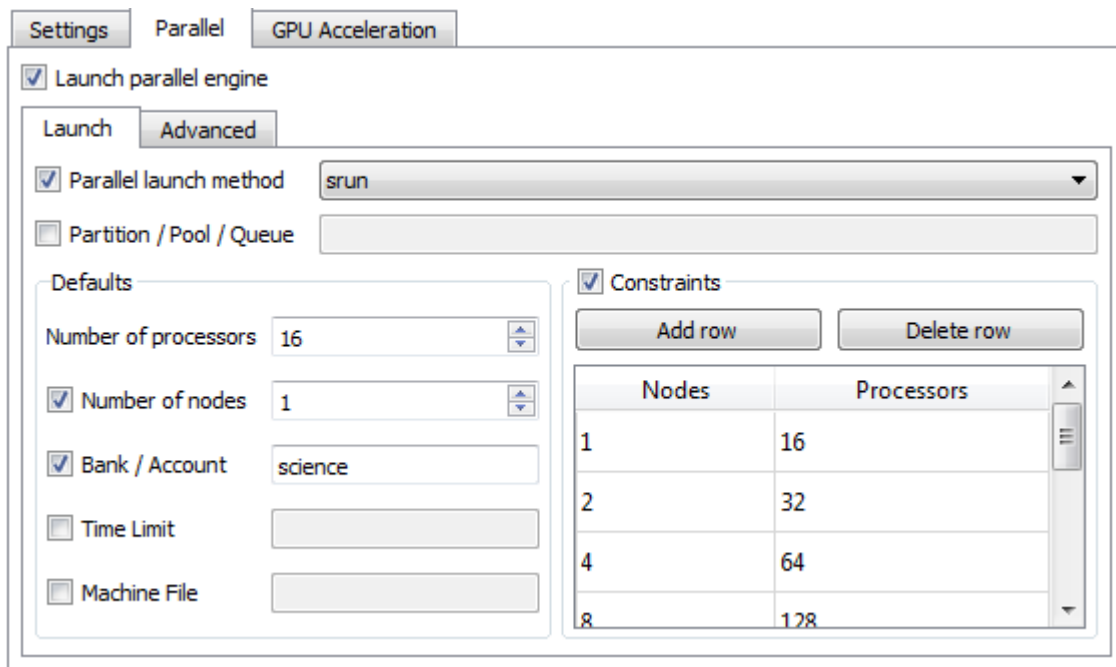 Settings Parallel GPU Acceleration
Launch parallel engine
Launch Advanced
Parallel launch method srun
Partition / Pool / Queue
Defaults
Number of processors 16
Number of nodes 1
Bank / Account science
Time Limit
Machine File
Constraints
Add row Delete row
Nodes Processors
1 16
2 32
4 64
8 128